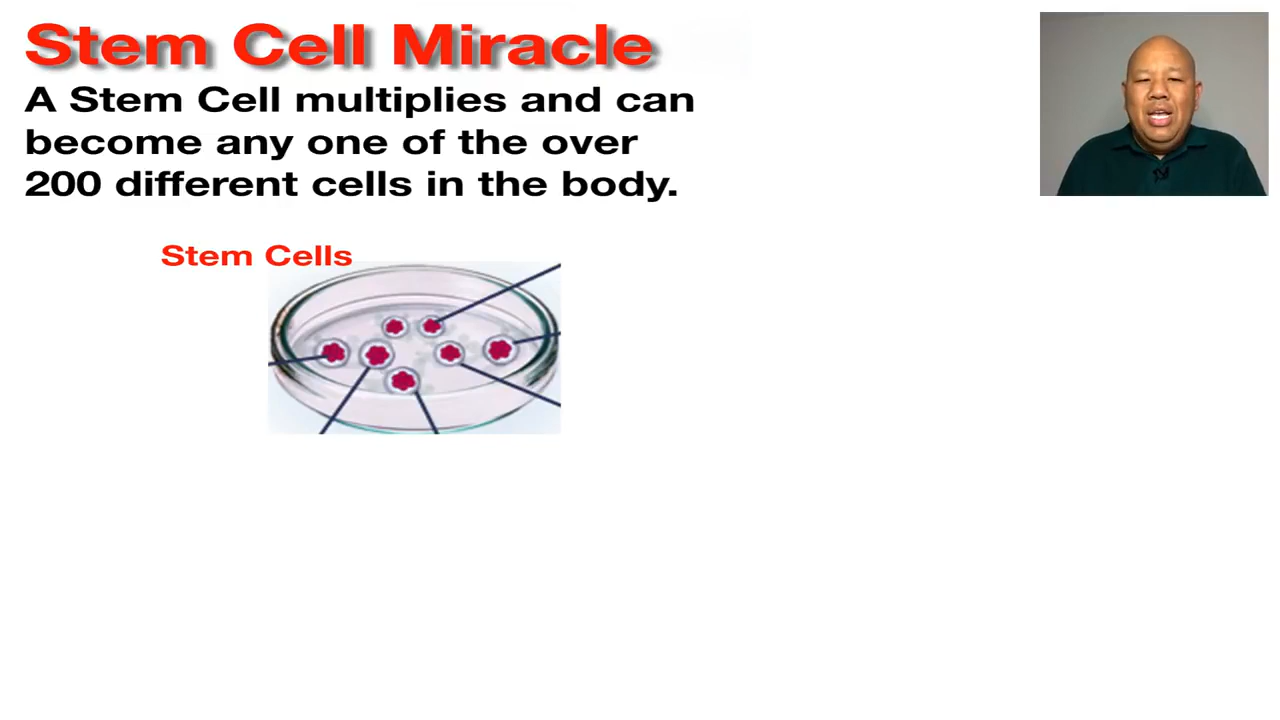 Stem Cell Miracle
A Stem Cell multiplies and can
become any one of the over
200 different cells in the body.
Stem Cells